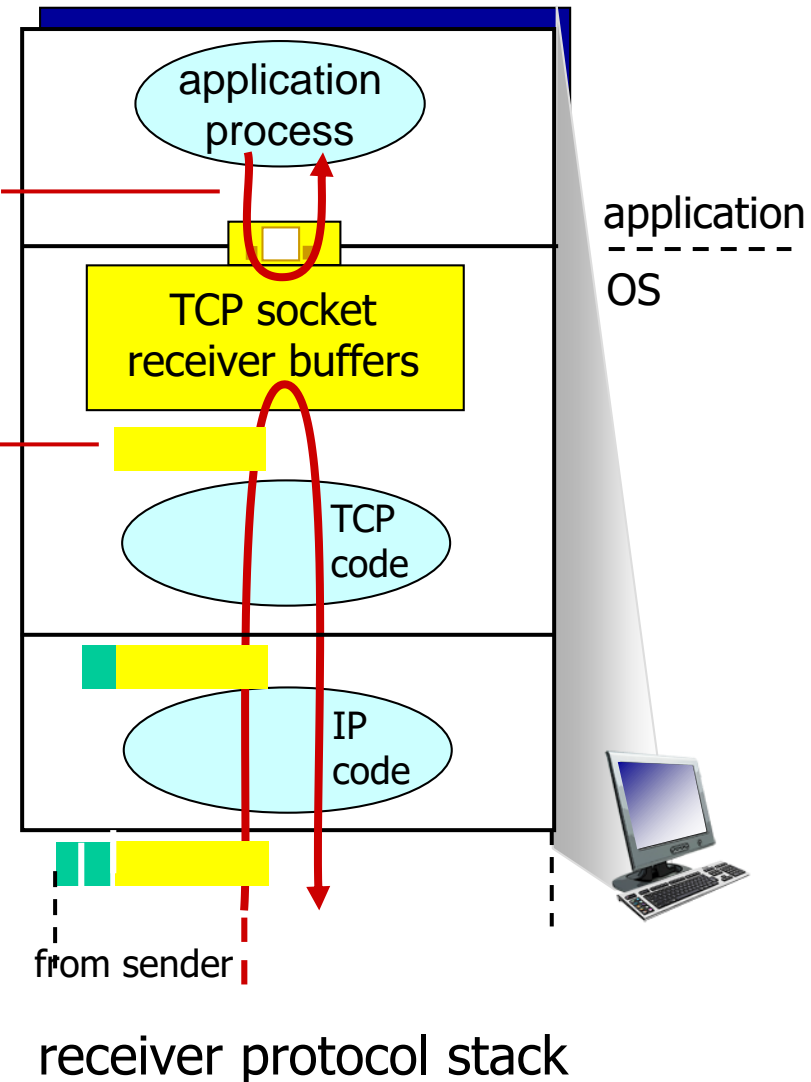 application
process
application
OS
TCP socket
receiver buffers
TCP
code
IP
code
from sender
receiver protocol stack